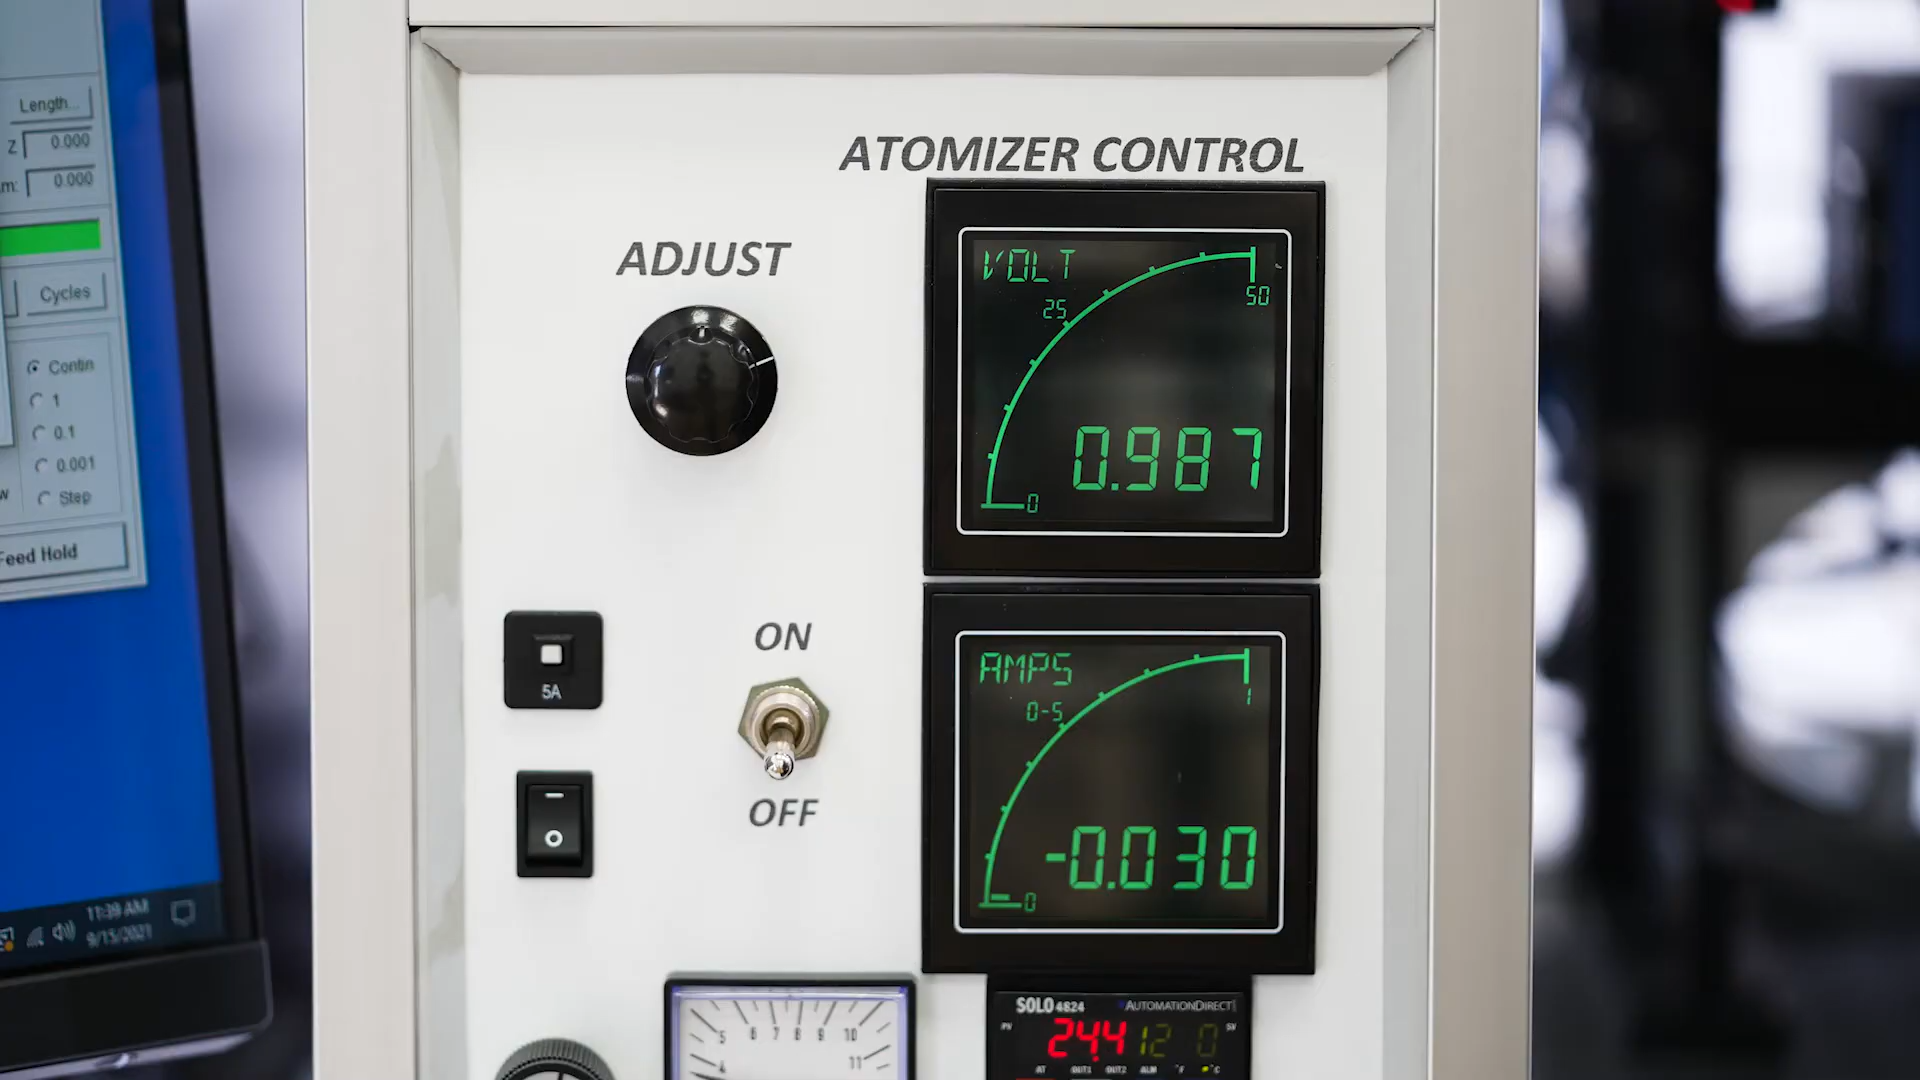 Length...
Z 0.000
m: 0.000
Cycles
Contin
1
0.1
0.001
Step
Feed Hold
11:39 AM
9/15/2021
ATOMIZER CONTROL
ADJUST
VOLT
25
50
0.987
0
5A
ON
OFF
AMPS
0-5
1
-0.030
0
5 6 7 8 9 10
4 11
SOLO 4824 AUTOMATIONDIRECT
PV 24.4 12 0 SV
AT OUT1 OUT2 ALM °F °C